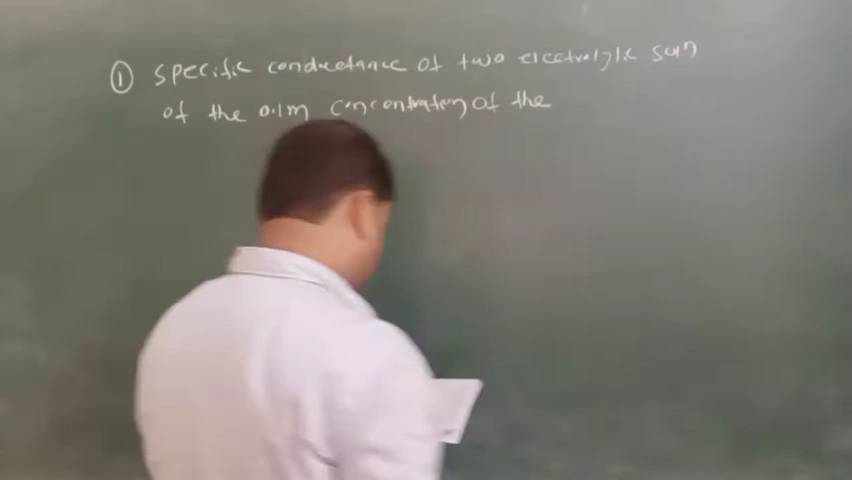 ① specific conductance of two electrolytic soln
of the 0.1m concentration of the